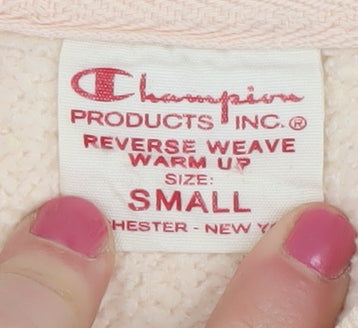 Champion
PRODUCTS INC.®
REVERSE WEAVE
WARM UP
SIZE:
SMALL
HESTER - NEW Y